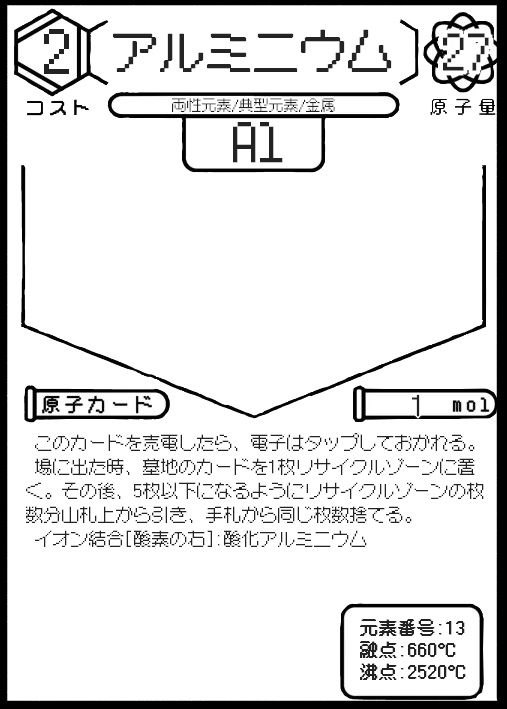 2
アルミニウム
27
コスト
両性元素/典型元素/金属
原子量
Al
原子カード
1 mol
このカードを売電したら、電子はタップしておかれる。
場に出た時、墓地のカードを1枚リサイクルゾーンに置
く。その後、5枚以下になるようにリサイクルゾーンの枚
数分山札上から引き、手札から同じ枚数捨てる。
イオン結合[酸素の右]:酸化アルミニウム
元素番号:13
融点:660℃
沸点:2520℃